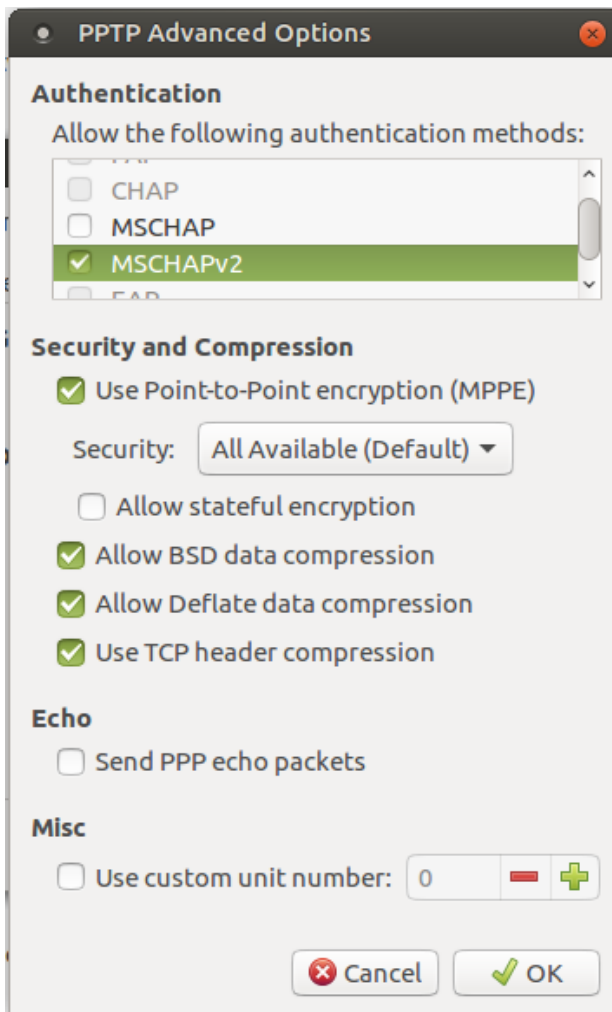 PPTP Advanced Options
Authentication
Allow the following authentication methods:
CHAP
MSCHAP
MSCHAPv2
Security and Compression
Use Point-to-Point encryption (MPPE)
Security: All Available (Default)
Allow stateful encryption
Allow BSD data compression
Allow Deflate data compression
Use TCP header compression
Echo
Send PPP echo packets
Misc
Use custom unit number: 0
Cancel OK